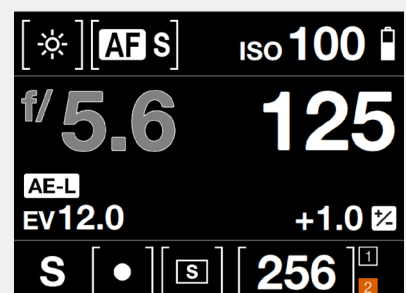 AF S ISO 100
f/5.6 125
AE-L
EV12.0 +1.0
S S 256 1
2